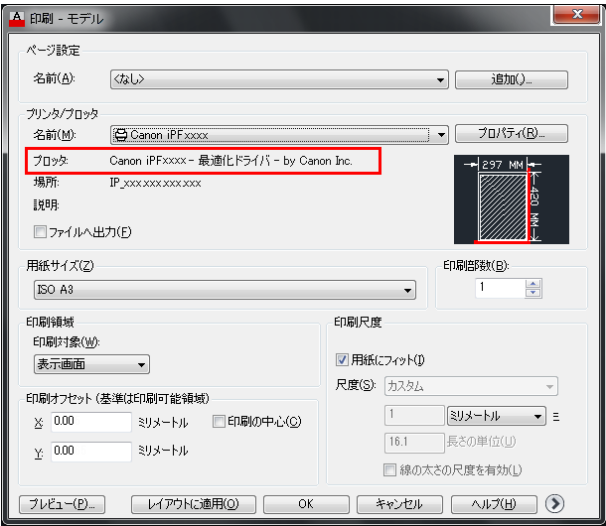 印刷 - モデル
ページ設定
名前(A): <なし> 追加()...
プリンタ/プロッタ
名前(M): Canon iPFxxxx プロパティ(R)...
プロッタ: Canon iPFxxxx - 最適化ドライバ - by Canon Inc.
場所: IP_xxx.xxx.xxx.xxx
説明:
ファイルへ出力(F)
297 MM
420 MM
用紙サイズ(Z)
ISO A3
印刷部数(B):
1
印刷領域
印刷対象(W):
表示画面
印刷オフセット (基準は印刷可能領域)
X: 0.00 ミリメートル 印刷の中心(C)
Y: 0.00 ミリメートル
印刷尺度
用紙にフィット(I)
尺度(S): カスタム
1 ミリメートル =
16.1 長さの単位(U)
線の太さの尺度を有効(L)
プレビュー(P)... レイアウトに適用(O) OK キャンセル ヘルプ(H)